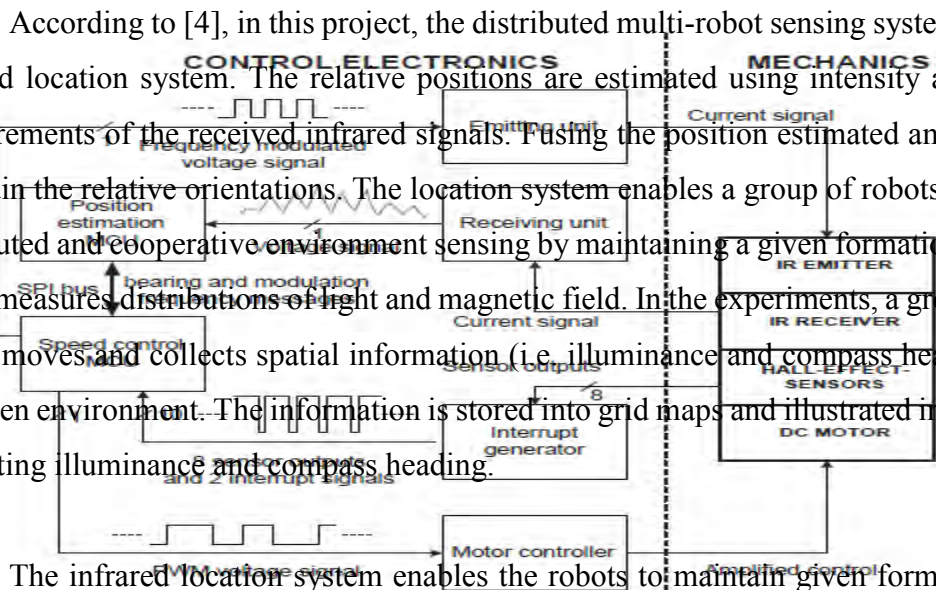 According to [4], in this project, the distributed multi-robot sensing syste
CONTROL ELECTRONICS
MECHANICS
d location system. The relative positions are estimated using intensity a
Emitting unit
Current signal
rements of the received infrared signals. Fusing the position estimated an
Frequency modulated
voltage signal
in the relative orientations. The location system enables a group of robots
Position
estimation
MCU
Receiving unit
uted and cooperative environment sensing by maintaining a given formatio
voltage signal
IR EMITTER
SPI bus
bearing and modulation
frequency messages
measures distributions of light and magnetic field. In the experiments, a gr
Current signal
IR RECEIVER
Speed control
MCU
moves and collects spatial information (i.e. illuminance and compass hea
Sensor outputs
8
HALL-EFFECT-
SENSORS
en environment. The information is stored into grid maps and illustrated i
Interrupt
generator
DC MOTOR
8 sensor outputs
and 2 interrupt signals
ting illuminance and compass heading.
Motor controller
PWM voltage signal
Amplified control
The infrared location system enables the robots to maintain given form